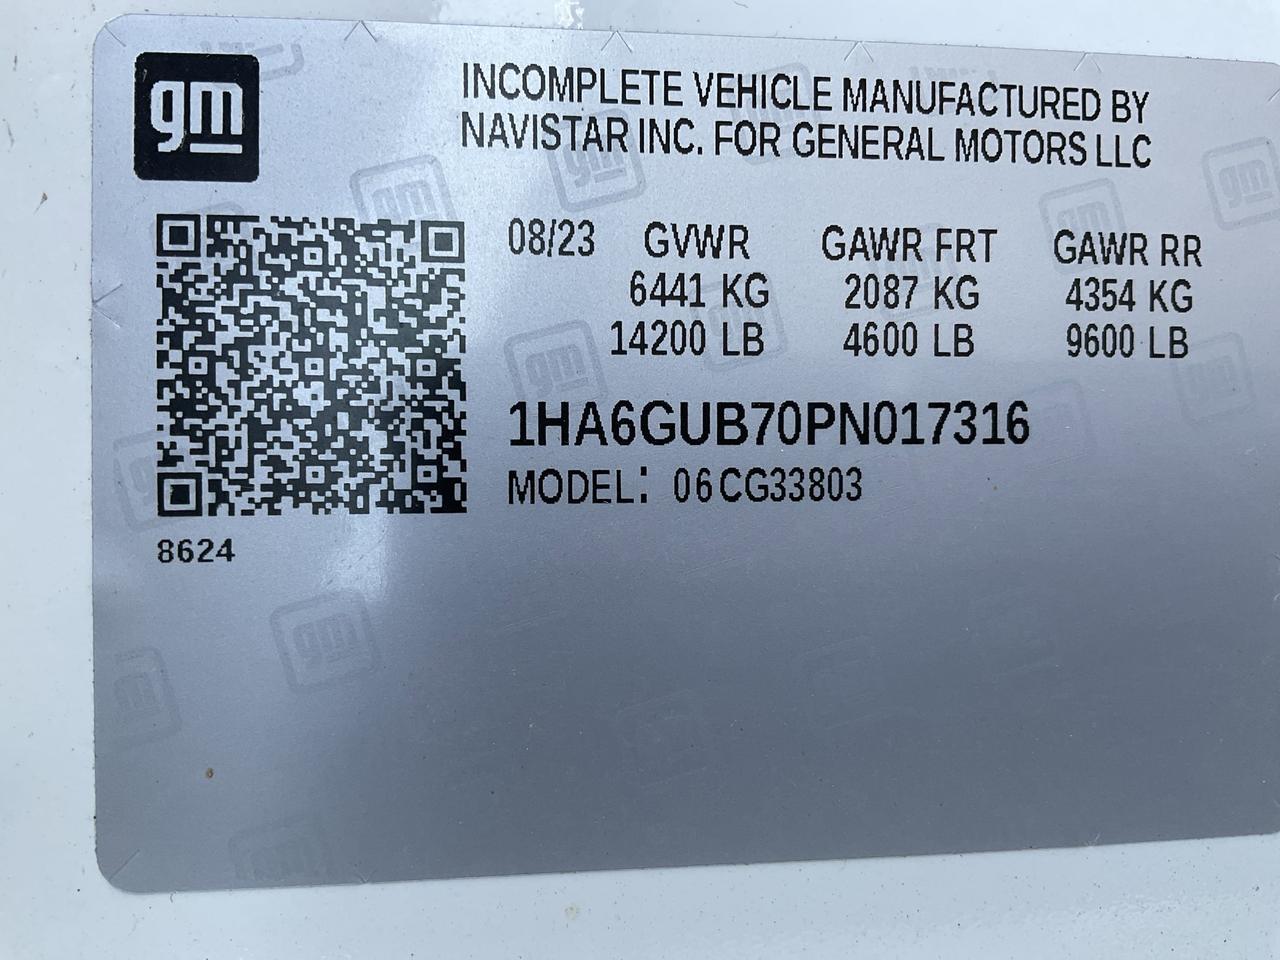 gm
INCOMPLETE VEHICLE MANUFACTURED BY
NAVISTAR INC. FOR GENERAL MOTORS LLC
08/23 GVWR GAWR FRT GAWR RR
6441 KG 2087 KG 4354 KG
14200 LB 4600 LB 9600 LB
1HA6GUB70PN017316
MODEL: 06CG33803
8624